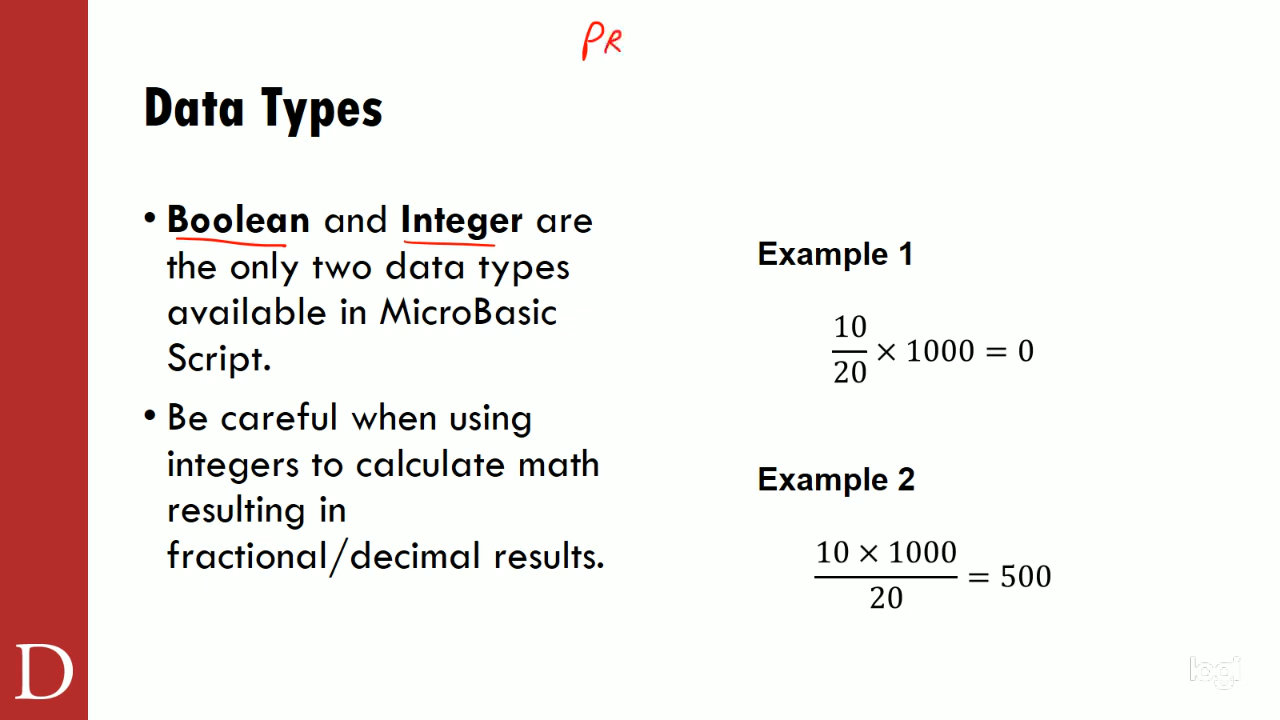 PR
Data Types
• Boolean and Integer are
the only two data types
available in MicroBasic
Script.
• Be careful when using
integers to calculate math
resulting in
fractional/decimal results.
Example 1
10
20
× 1000 = 0
Example 2
10 × 1000
20
= 500
D
logi